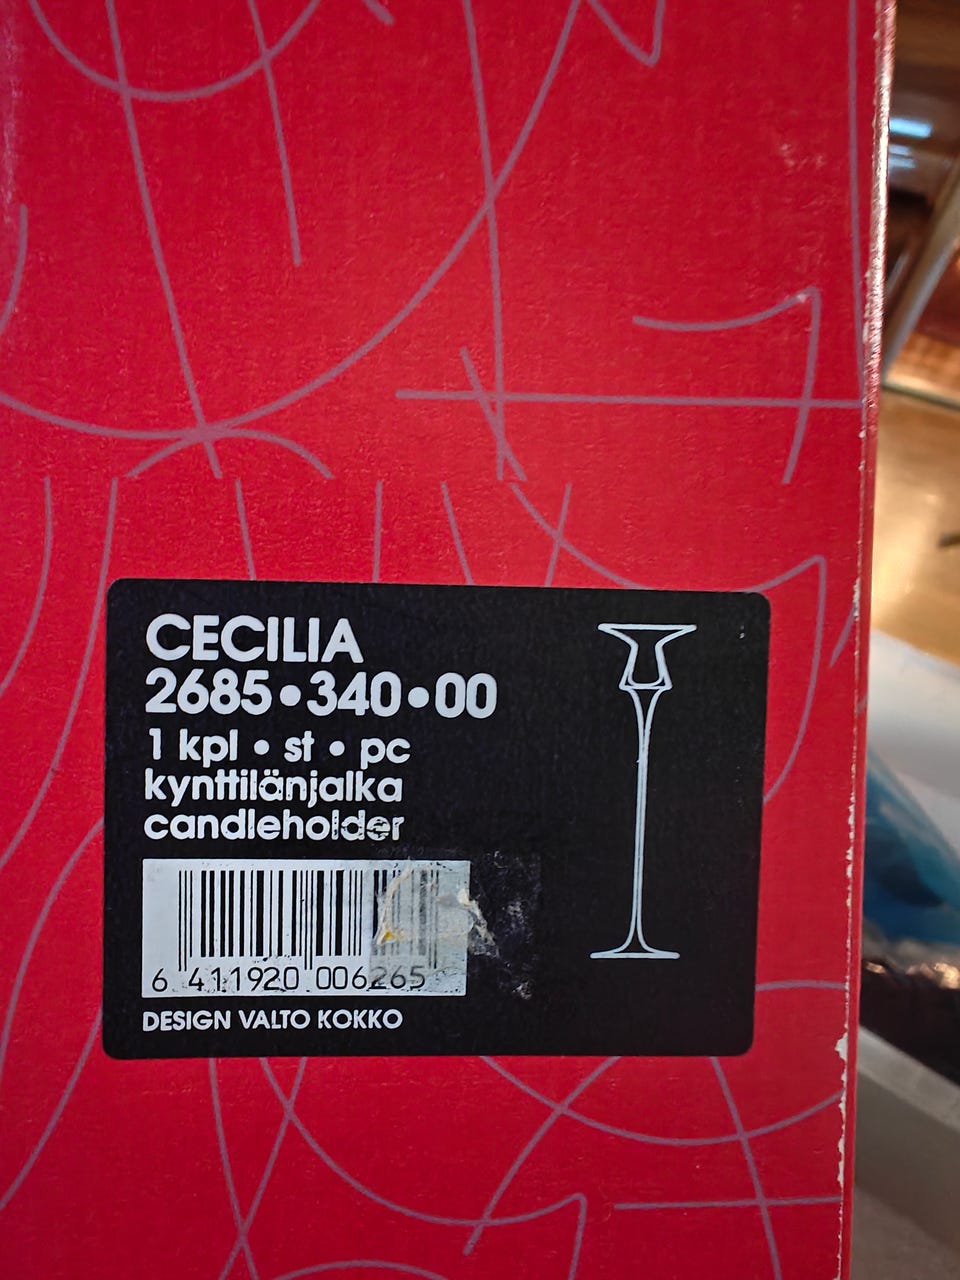 CECILIA
2685•340•00
1 kpl • st • pc
kynttilänjalka
candleholder
6 411920 006265
DESIGN VALTO KOKKO